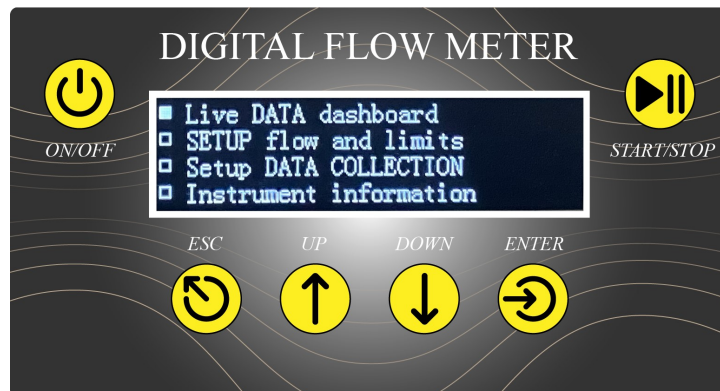 DIGITAL FLOW METER
Live DATA dashboard
SETUP flow and limits
Setup DATA COLLECTION
Instrument information
ON/OFF
START/STOP
ESC
UP
DOWN
ENTER